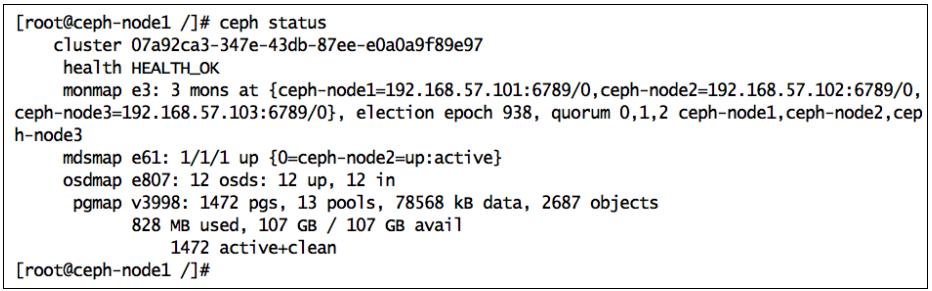 [root@ceph-node1 /]# ceph status
    cluster 07a92ca3-347e-43db-87ee-e0a0a9f89e97
     health HEALTH_OK
     monmap e3: 3 mons at {ceph-node1=192.168.57.101:6789/0,ceph-node2=192.168.57.102:6789/0,
ceph-node3=192.168.57.103:6789/0}, election epoch 938, quorum 0,1,2 ceph-node1,ceph-node2,cep
h-node3
     mdsmap e61: 1/1/1 up {0=ceph-node2=up:active}
     osdmap e807: 12 osds: 12 up, 12 in
      pgmap v3998: 1472 pgs, 13 pools, 78568 kB data, 2687 objects
            828 MB used, 107 GB / 107 GB avail
                1472 active+clean
[root@ceph-node1 /]#